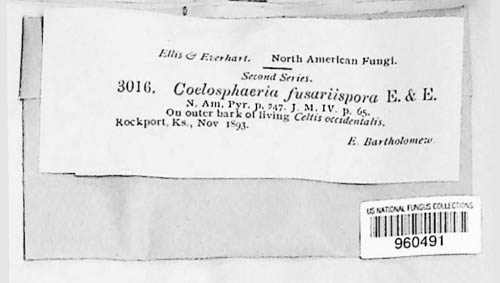 Ellis & Everhart. North American Fungi.
Second Series.
3016. Coelosphaeria fusariispora E. & E.
N. Am. Pyr. p. 247. J. M. IV. p. 65.
On outer bark of living Celtis occidentalis.
Rockport, Ks., Nov 1893.
E. Bartholomew.
US NATIONAL FUNGUS COLLECTIONS
960491